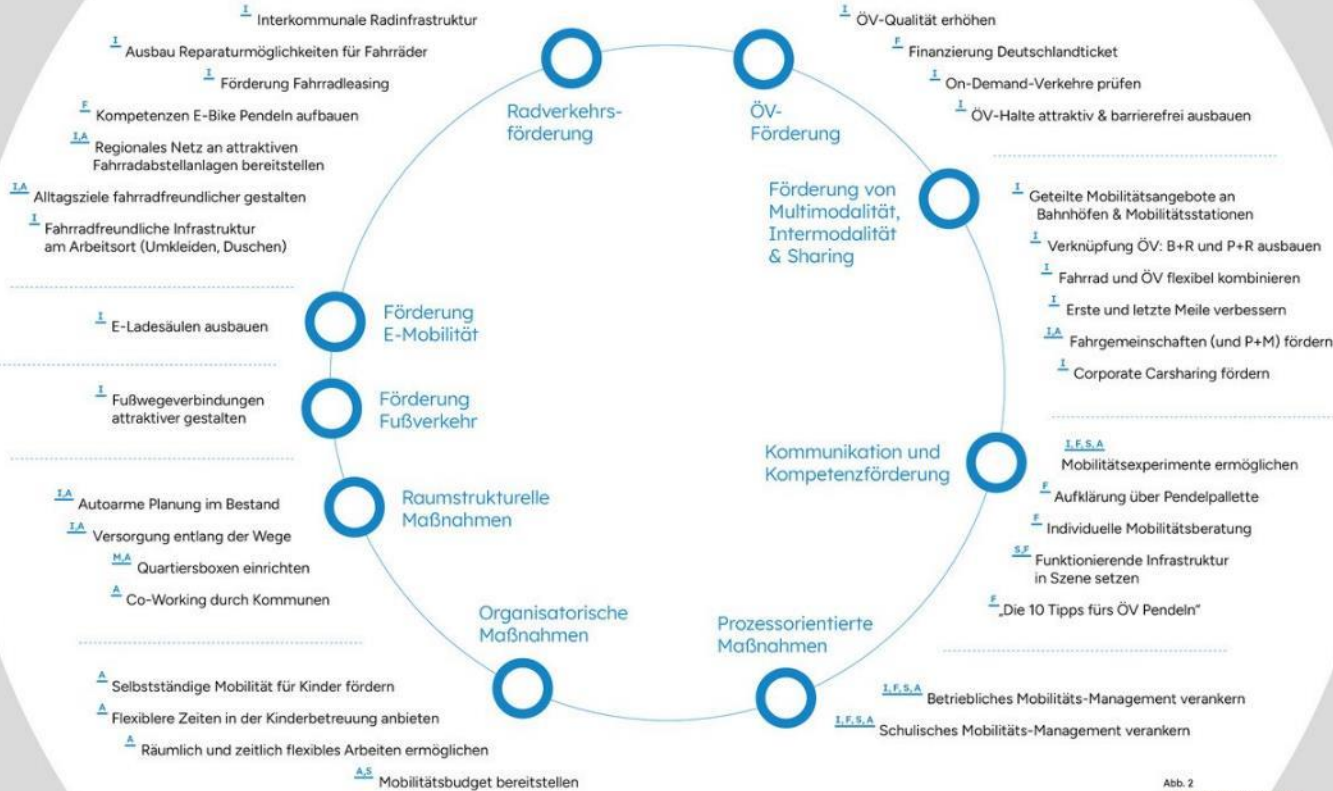 I Interkommunale Radinfrastruktur
I Ausbau Reparaturmöglichkeiten für Fahrräder
I Förderung Fahrradleasing
F Kompetenzen E-Bike Pendeln aufbauen
I,A Regionales Netz an attraktiven
Fahrradabstellanlagen bereitstellen
I,A Alltagsziele fahrradfreundlicher gestalten
I Fahrradfreundliche Infrastruktur
am Arbeitsort (Umkleiden, Duschen)
Radverkehrs-
förderung
I E-Ladesäulen ausbauen
Förderung
E-Mobilität
I Fußwegeverbindungen
attraktiver gestalten
Förderung
Fußverkehr
I,A Autoarme Planung im Bestand
I,A Versorgung entlang der Wege
M,A Quartiersboxen einrichten
A Co-Working durch Kommunen
Raumstrukturelle
Maßnahmen
A Selbstständige Mobilität für Kinder fördern
A Flexiblere Zeiten in der Kinderbetreuung anbieten
A Räumlich und zeitlich flexibles Arbeiten ermöglichen
A,S Mobilitätsbudget bereitstellen
Organisatorische
Maßnahmen
ÖV-
Förderung
I ÖV-Qualität erhöhen
F Finanzierung Deutschlandticket
I On-Demand-Verkehre prüfen
I ÖV-Halte attraktiv & barrierefrei ausbauen
Förderung von
Multimodalität,
Intermodalität
& Sharing
I Geteilte Mobilitätsangebote an
Bahnhöfen & Mobilitätsstationen
I Verknüpfung ÖV: B+R und P+R ausbauen
I Fahrrad und ÖV flexibel kombinieren
I Erste und letzte Meile verbessern
I,A Fahrgemeinschaften (und P+M) fördern
I Corporate Carsharing fördern
Kommunikation und
Kompetenzförderung
I,F,S,A
Mobilitätsexperimente ermöglichen
F Aufklärung über Pendelpallette
F Individuelle Mobilitätsberatung
S,F Funktionierende Infrastruktur
in Szene setzen
F „Die 10 Tipps fürs ÖV Pendeln“
Prozessorientierte
Maßnahmen
I,F,S,A Betriebliches Mobilitäts-Management verankern
I,F,S,A Schulisches Mobilitäts-Management verankern
Abb. 2